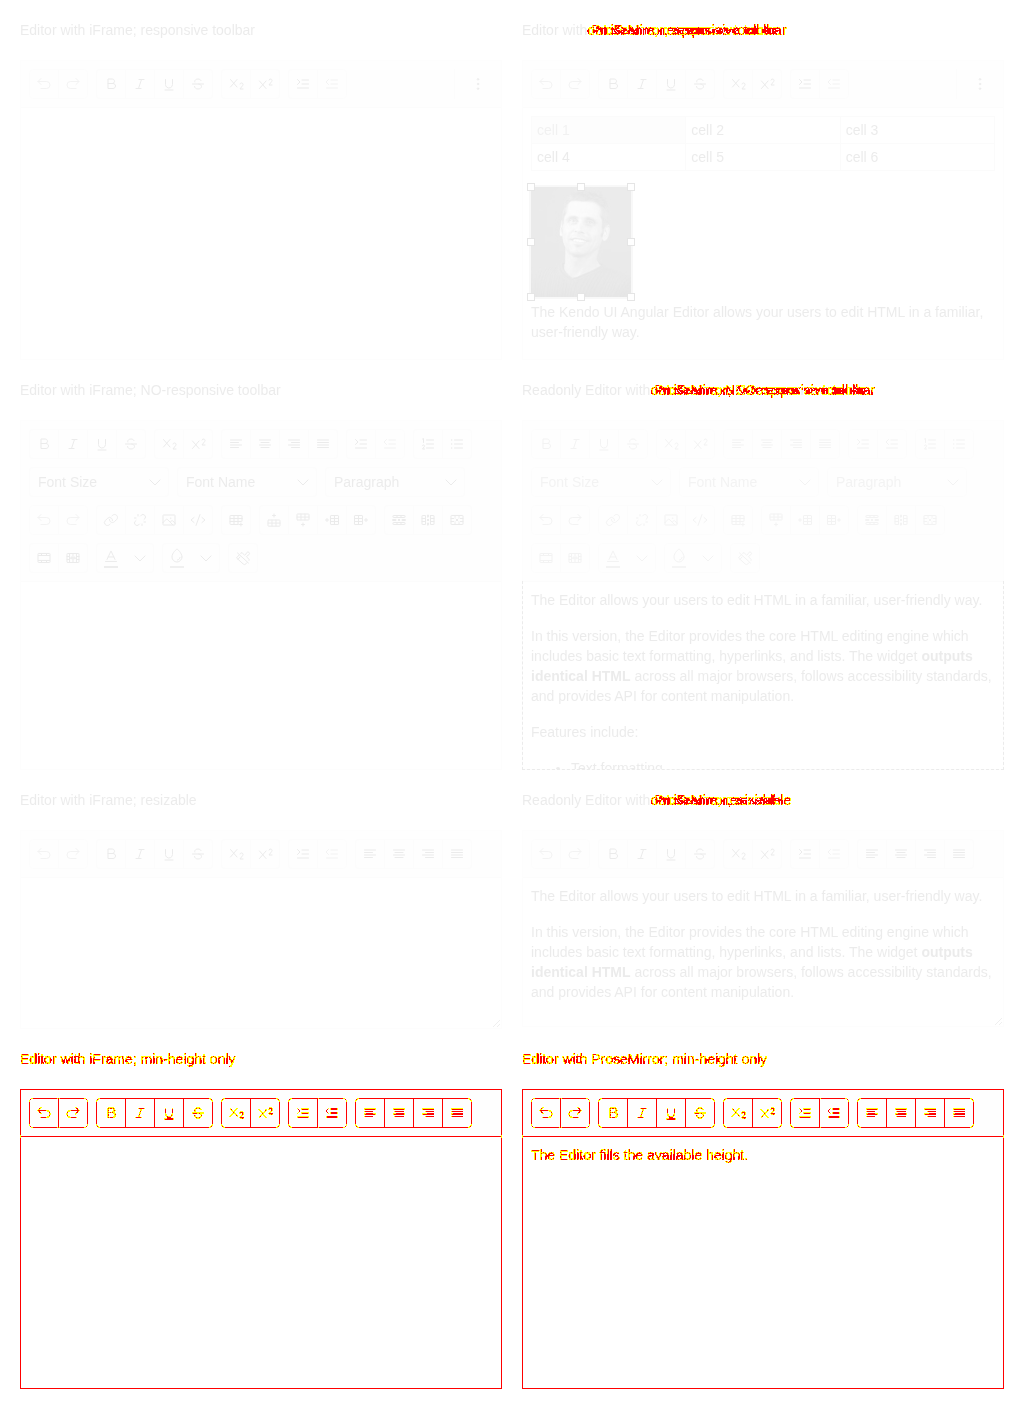 Editor with iFrame; responsive toolbar
Editor with
cell 1 cell 2 cell 3
cell 4 cell 5 cell 6
The Kendo UI Angular Editor allows your users to edit HTML in a familiar,
user-friendly way.
Editor with iFrame; NO-responsive toolbar
Readonly Editor with
Font Size Font Name Paragraph
Font Size Font Name Paragraph
The Editor allows your users to edit HTML in a familiar, user-friendly way.
In this version, the Editor provides the core HTML editing engine which
includes basic text formatting, hyperlinks, and lists. The widget outputs
identical HTML across all major browsers, follows accessibility standards,
and provides API for content manipulation.
Features include:
• Text formatting
Editor with iFrame; resizable
Readonly Editor with
The Editor allows your users to edit HTML in a familiar, user-friendly way.
In this version, the Editor provides the core HTML editing engine which
includes basic text formatting, hyperlinks, and lists. The widget outputs
identical HTML across all major browsers, follows accessibility standards,
and provides API for content manipulation.
Editor with iFrame; min-height only
Editor with ProseMirror; min-height only
The Editor fills the available height.